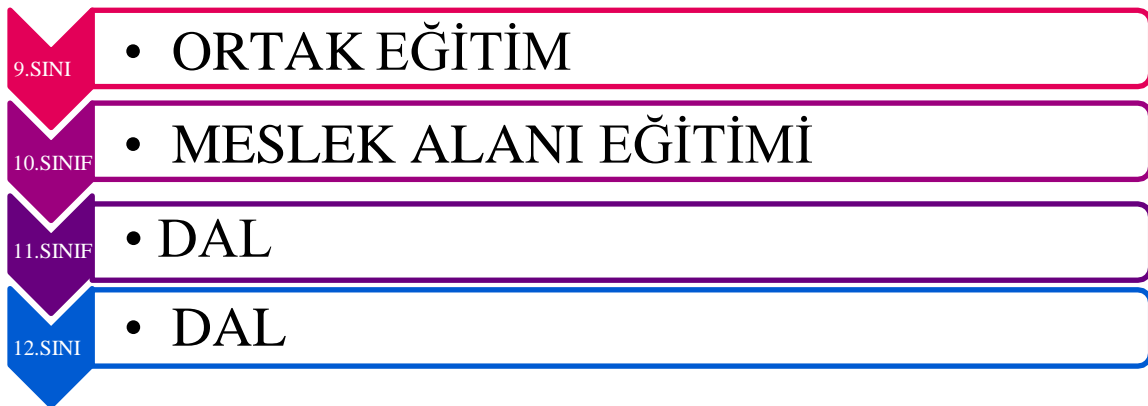 9.SINI
• ORTAK EĞİTİM
10.SINIF
• MESLEK ALANI EĞİTİMİ
11.SINIF
• DAL
12.SINI
• DAL